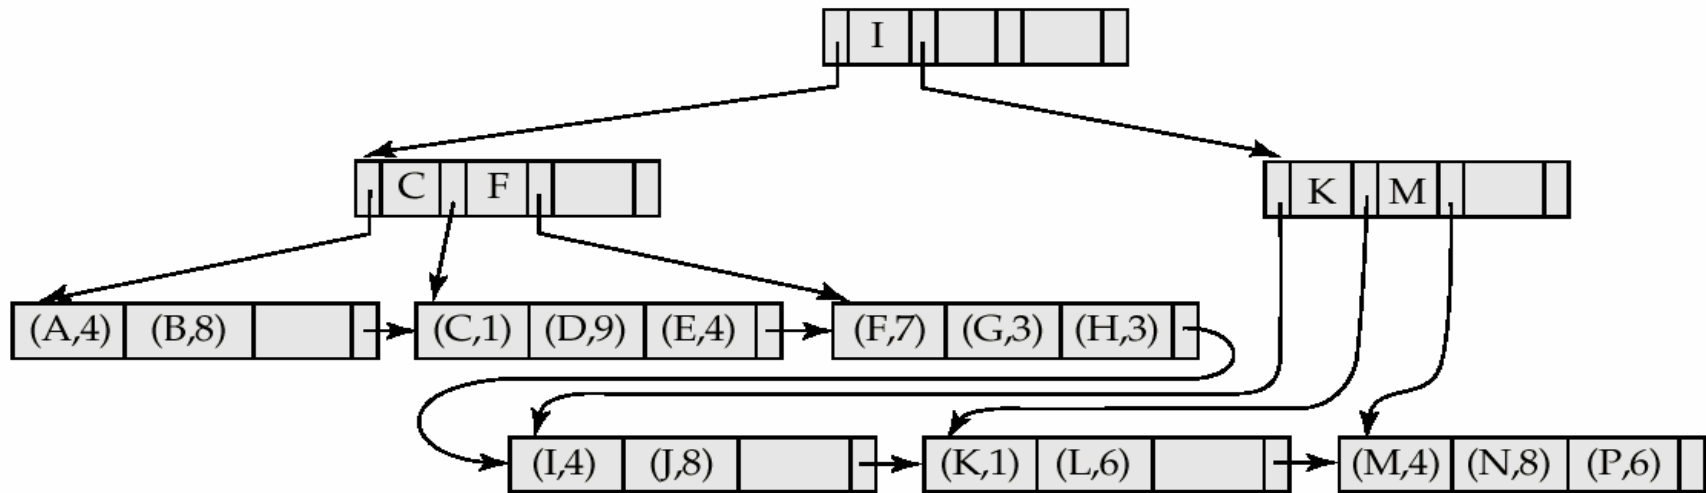 I
C F
K M
(A,4) (B,8)
(C,1) (D,9) (E,4)
(F,7) (G,3) (H,3)
(I,4) (J,8)
(K,1) (L,6)
(M,4) (N,8) (P,6)